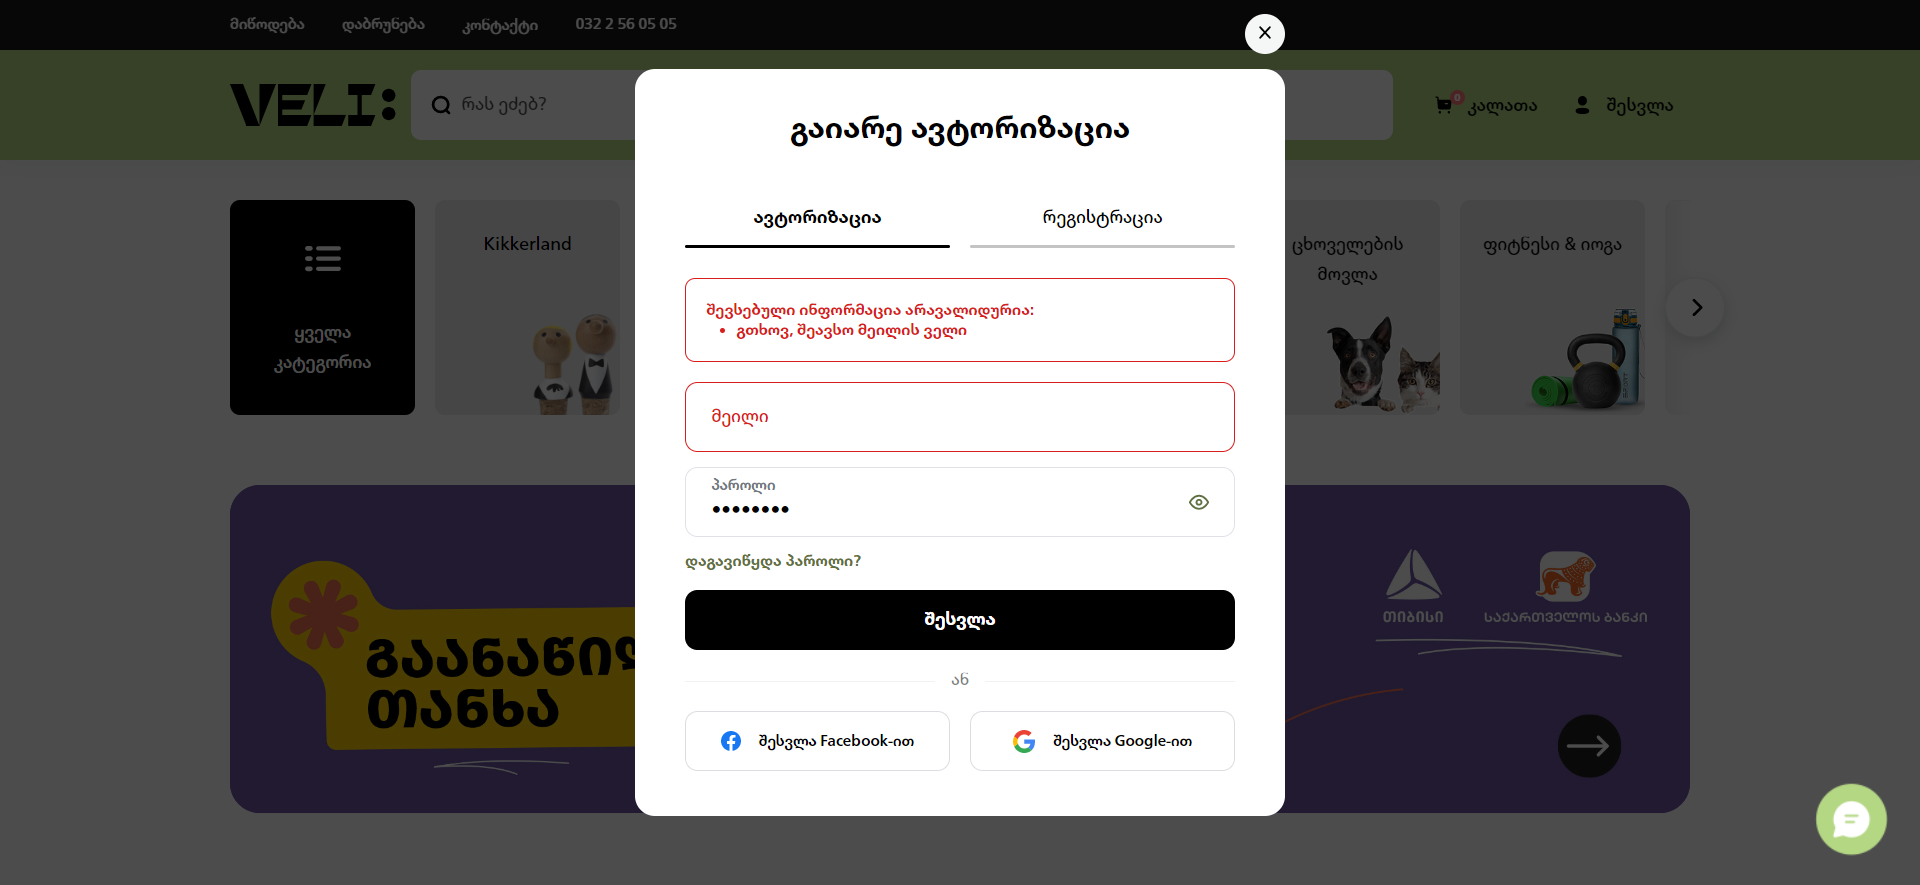 მიწოდება
დაბრუნება
კონტაქტი
032 2 56 05 05
VELI:
რას ეძებ?
0
კალათა
შესვლა
ყველა
კატეგორია
Kikkerland
ცხოველების
მოვლა
ფიტნესი & იოგა
გაიარე ავტორიზაცია
ავტორიზაცია
რეგისტრაცია
შევსებული ინფორმაცია არავალიდურია:
• გთხოვ, შეავსო მეილის ველი
მეილი
პაროლი
••••••••
დაგავიწყდა პაროლი?
შესვლა
ან
შესვლა Facebook-ით
შესვლა Google-ით
თანხა
თიბისი
საქართველოს ბანკი